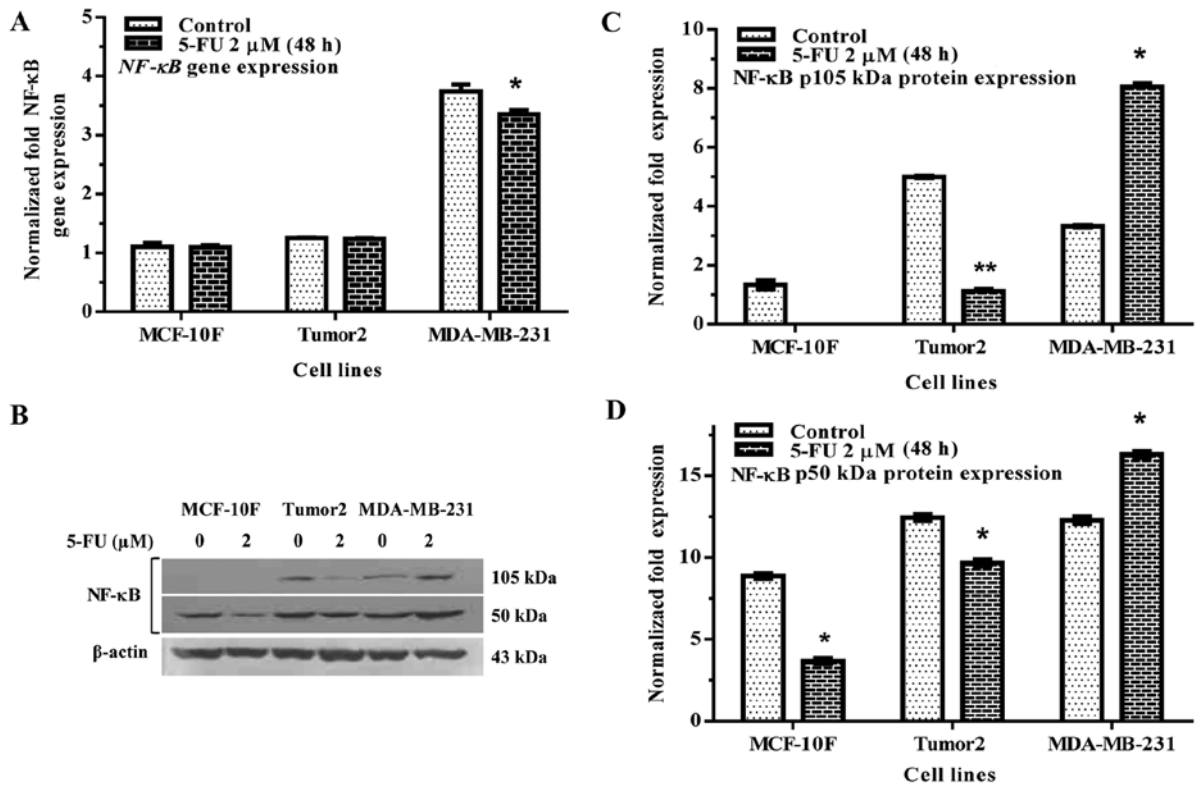 A
Control
5-FU 2 μM (48 h)
NF-κB gene expression
Normalizaed fold NF-κB
gene expression
5
4
3
2
1
0
*
MCF-10F
Tumor2
MDA-MB-231
Cell lines
B
MCF-10F Tumor2 MDA-MB-231
5-FU (μM) 0 2 0 2 0 2
NF-κB
105 kDa
50 kDa
β-actin
43 kDa
C
Control
5-FU 2 μM (48 h)
NF-κB p105 kDa protein expression
Normalizaed fold expression
10
8
6
4
2
0
**
*
MCF-10F
Tumor2
MDA-MB-231
Cell lines
D
Control
5-FU 2 μM (48 h)
NF-κB p50 kDa protein expression
Normalizaed fold expression
15
10
5
0
*
*
*
MCF-10F
Tumor2
MDA-MB-231
Cell lines